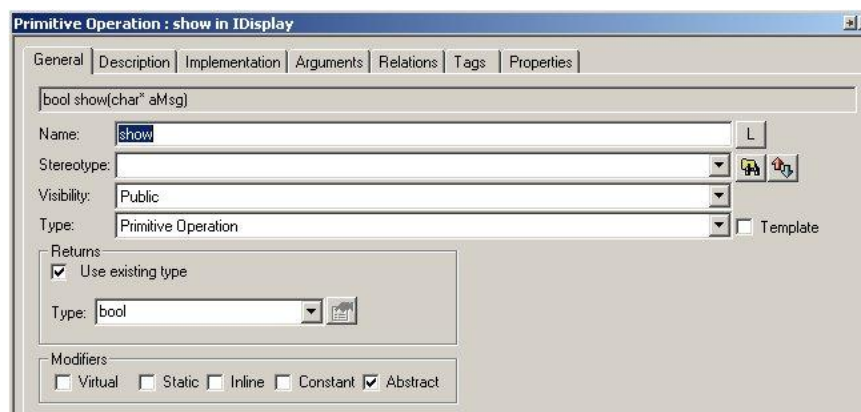 Primitive Operation : show in IDisplay
General Description Implementation Arguments Relations Tags Properties
bool show(char* aMsg)
Name: show L
Stereotype:
Visibility: Public
Type: Primitive Operation Template
Returns
Use existing type
Type: bool
Modifiers
Virtual Static Inline Constant Abstract